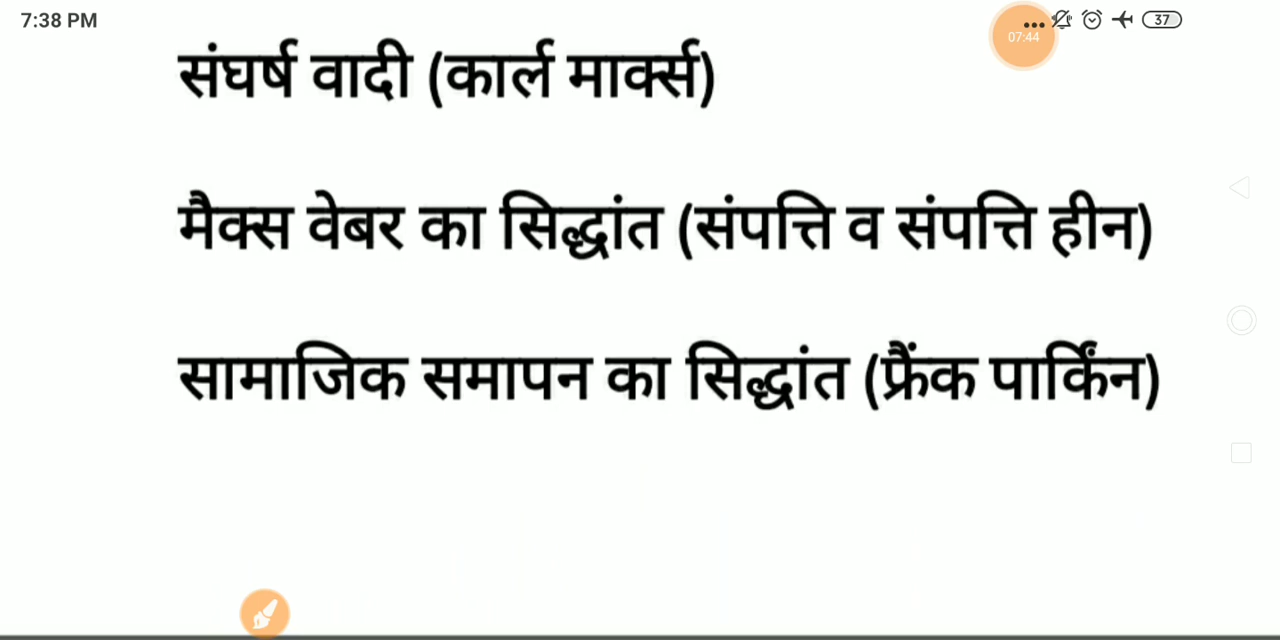 7:38 PM
07:44
37
संघर्ष वादी (कार्ल मार्क्स)
मैक्स वेबर का सिद्धांत (संपत्ति व संपत्ति हीन)
सामाजिक समापन का सिद्धांत (फ्रैंक पार्किंन)